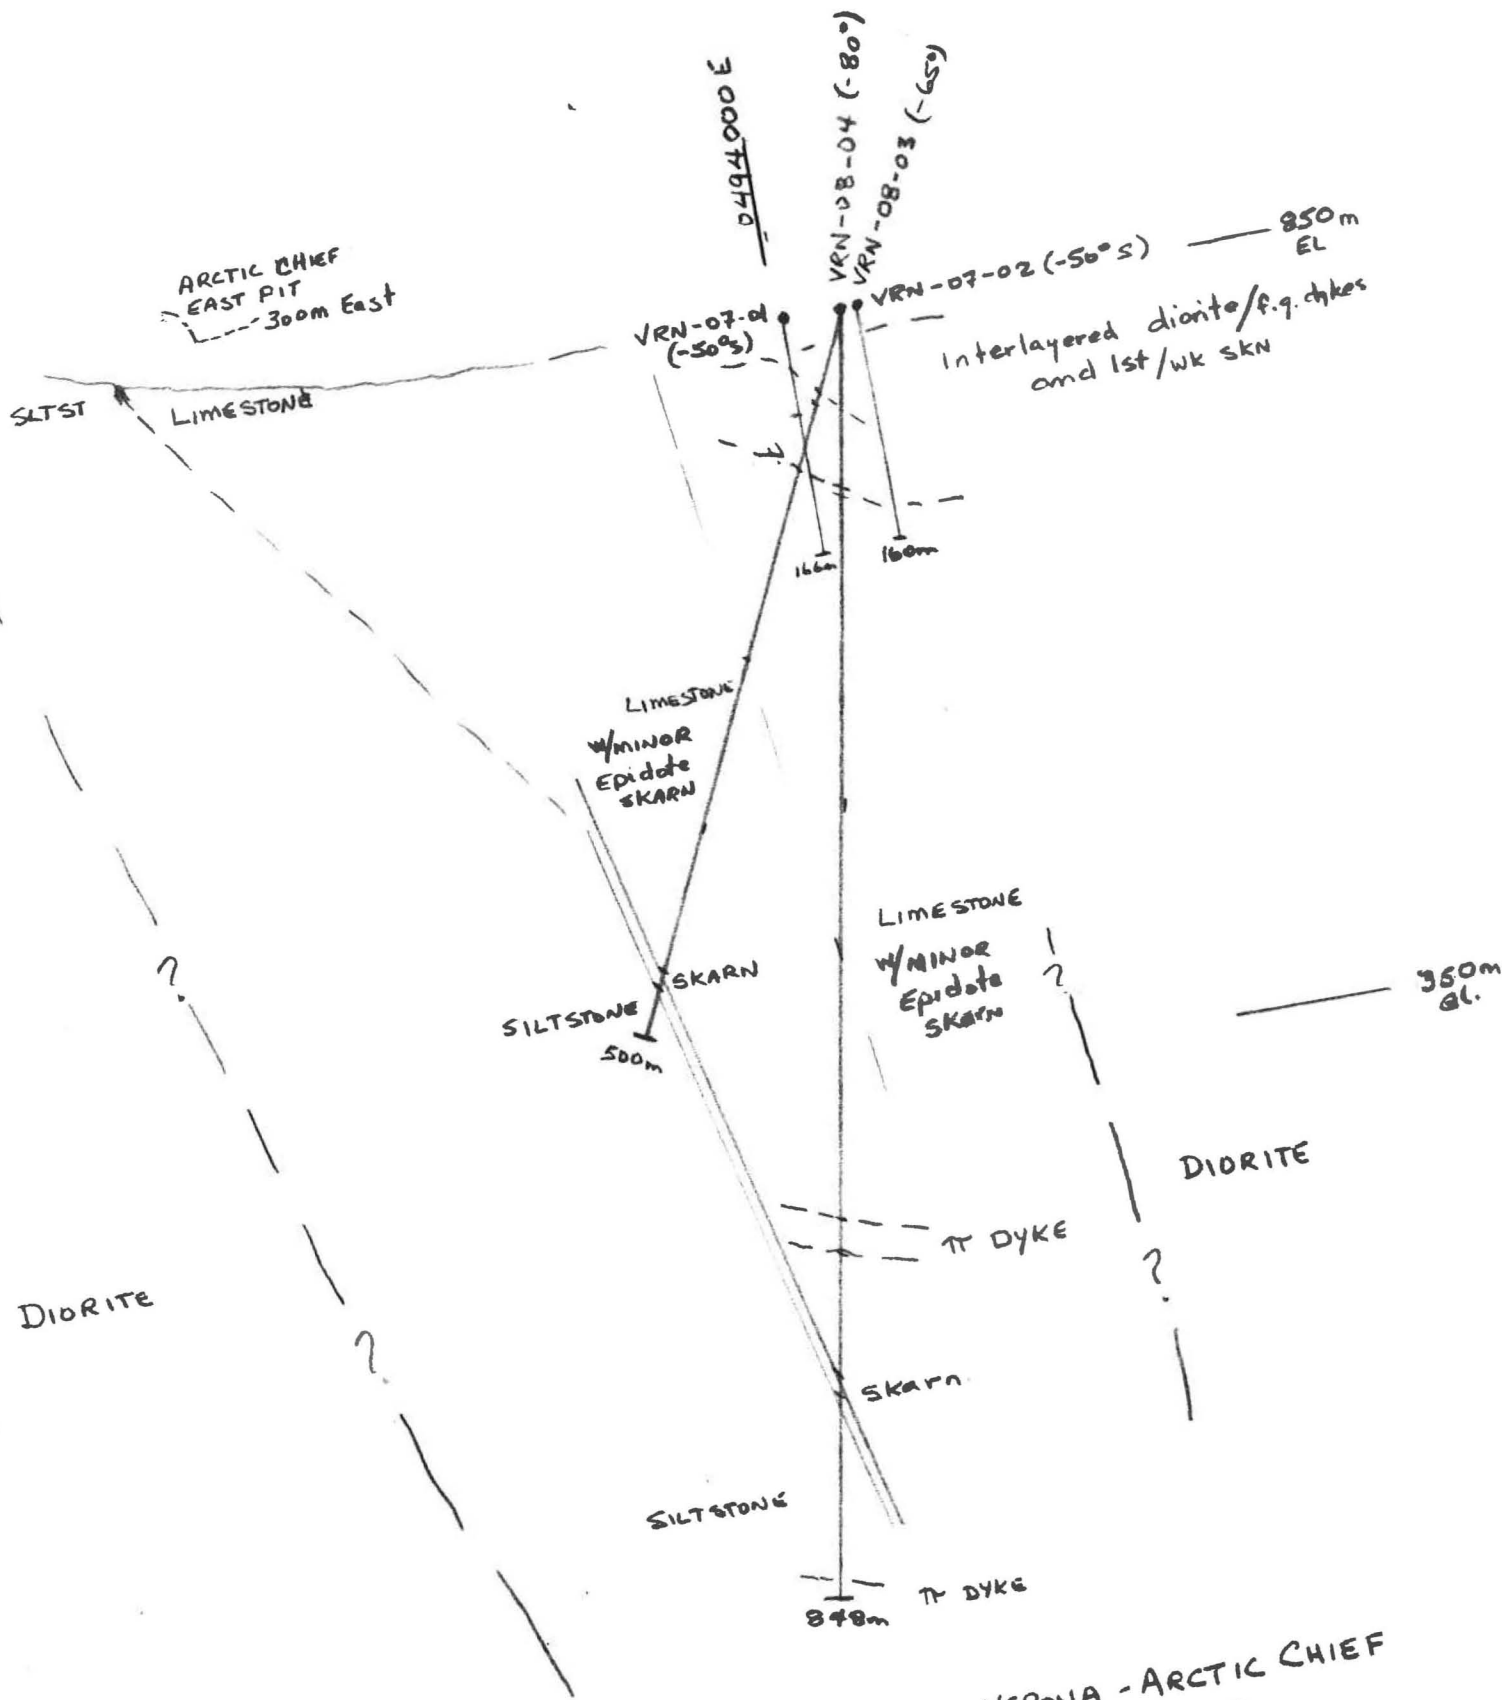 0494000 E
VRN-08-04 (-80°)
VRN-08-03 (-65°)
VRN-07-02 (-50° S)
850m
EL
ARCTIC CHIEF
EAST PIT
300m East
VRN-07-01
(-50°S)
Interlayered diorite/f.g. dykes
and lst/wk SKN
SLTST
LIMESTONE
?
166m
160m
LIMESTONE
W/MINOR
Epidote
SKARN
LIMESTONE
W/MINOR
Epidote
SKarn
?
?
SKARN
350m
EL.
SILTSTONE
500m
DIORITE
π DYKE
?
DIORITE
?
Skarn
SILTSTONE
π DYKE
848m
- ARCTIC CHIEF